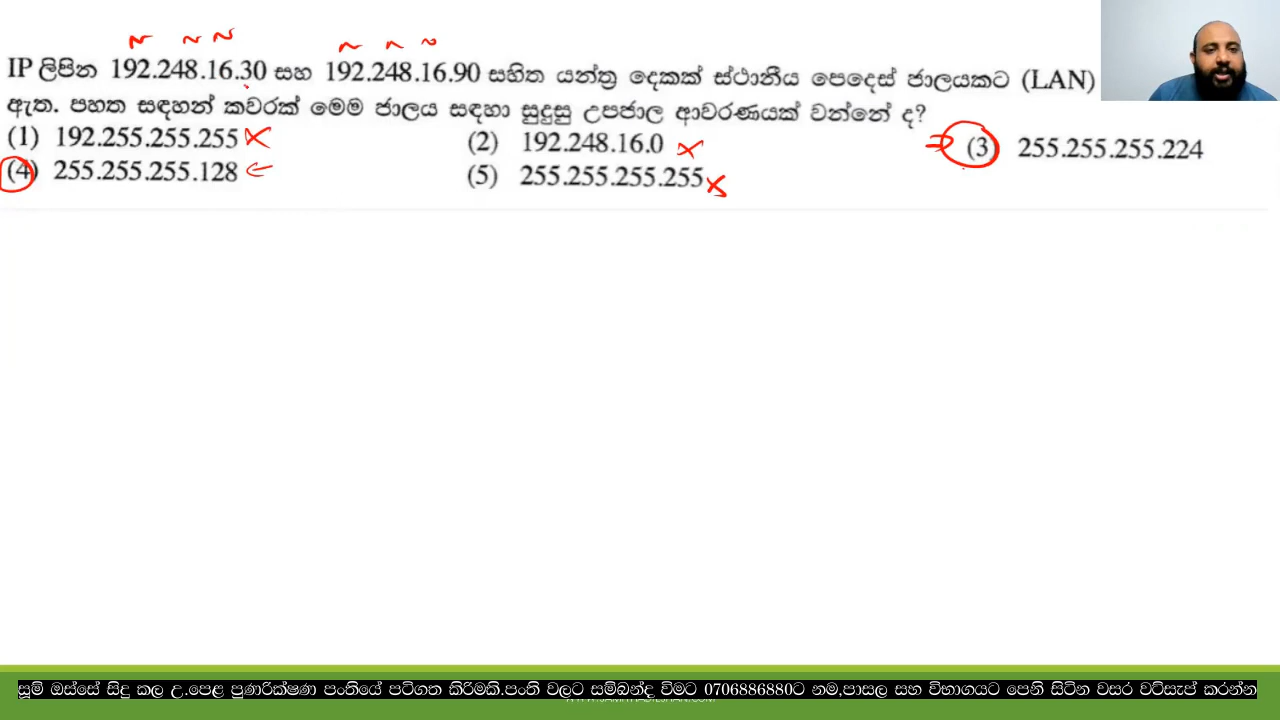 IP ලිපින 192.248.16.30 සහ 192.248.16.90 සහිත යන්ත්‍ර දෙකක් ස්ථානීය පෙදෙස් ජාලයකට (LAN)
ඇත. පහත සඳහන් කවරක් මෙම ජාලය සඳහා සුදුසු උපජාල ආවරණයක් වන්නේ ද?
(1) 192.255.255.255 (2) 192.248.16.0 (3) 255.255.255.224
(4) 255.255.255.128 (5) 255.255.255.255
සූම් ඔස්සේ සිදු කල උ.පෙළ පුණරීක්ෂණ පංතියේ පටිගත කිරීමකි.පංති වලට සම්බන්ද වීමට 0706886880ට නම,පාසල සහ විභාගයට පෙනී සිටින වසර වට්සැප් කරන්න